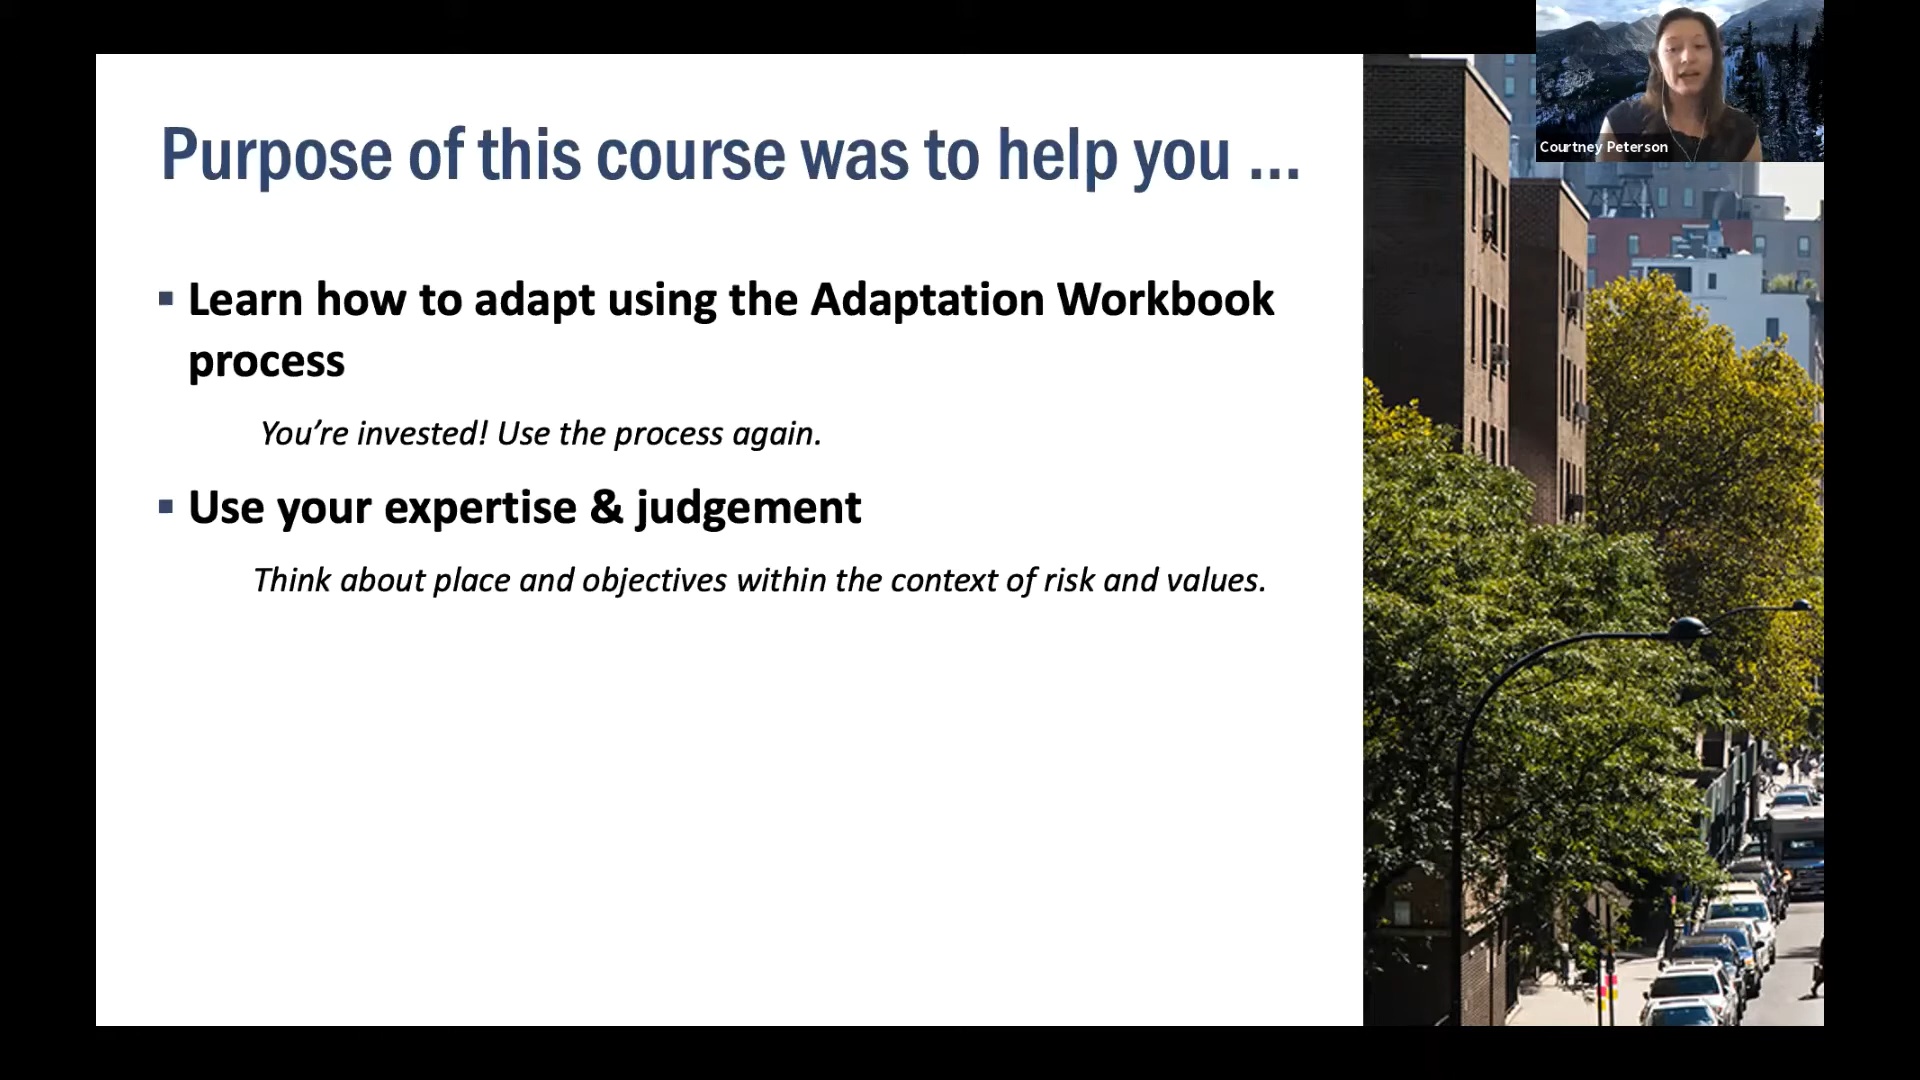 Courtney Peterson
Purpose of this course was to help you ...
▪ Learn how to adapt using the Adaptation Workbook
process
You’re invested! Use the process again.
▪ Use your expertise & judgement
Think about place and objectives within the context of risk and values.